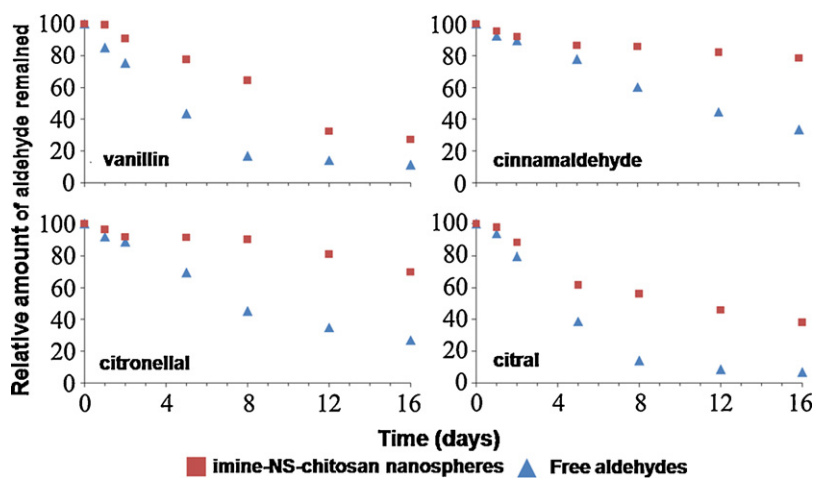 Relative amount of aldehyde remained
100
80
60
40
20
0
vanillin
100
80
60
40
20
0
cinnamaldehyde
100
80
60
40
20
0
citronellal
0 4 8 12 16
100
80
60
40
20
0
citral
0 4 8 12 16
Time (days)
imine-NS-chitosan nanospheres Free aldehydes